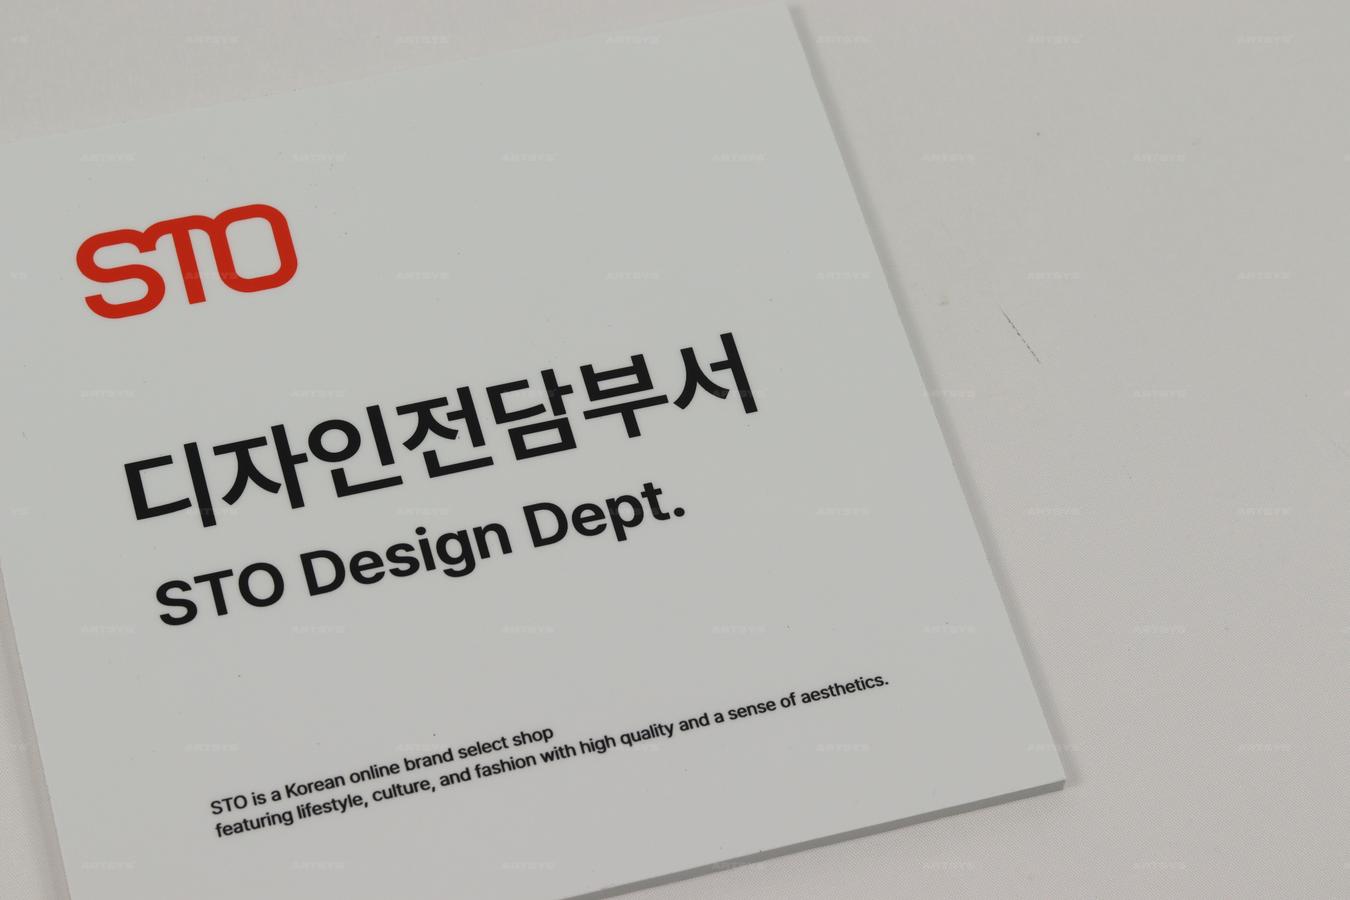 STO
디자인전담부서
STO Design Dept.
STO is a Korean online brand select shop
featuring lifestyle, culture, and fashion with high quality and a sense of aesthetics.
ARTSYS